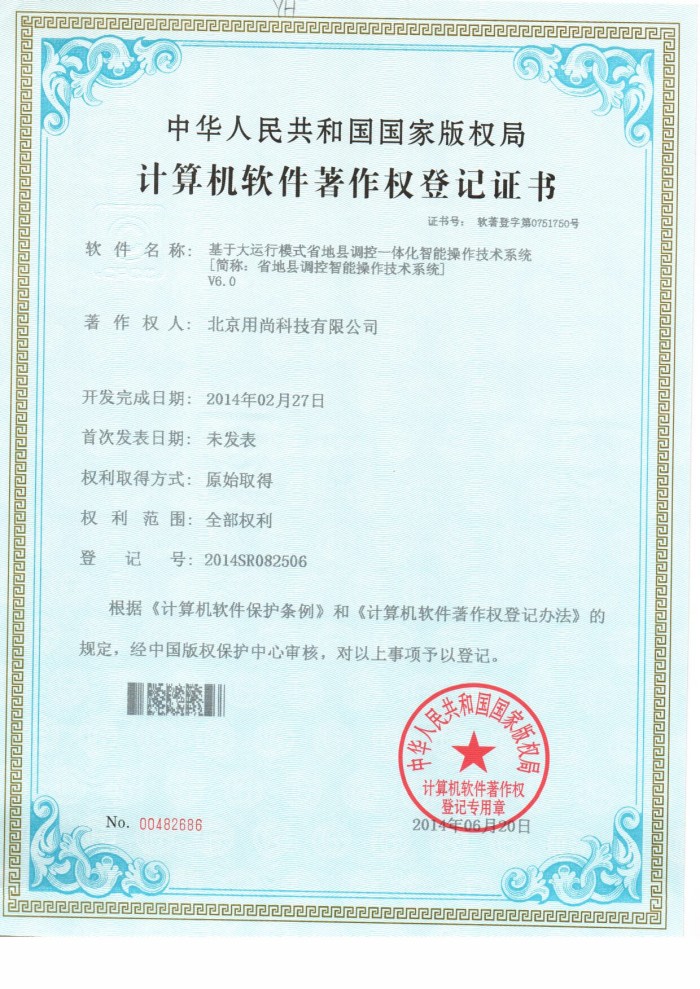 YH
中华人民共和国国家版权局
计算机软件著作权登记证书
证书号： 软著登字第0751750号
软件名称： 基于大运行模式省地县调控一体化智能操作技术系统
[简称：省地县调控智能操作技术系统]
V6.0
著作权人： 北京用尚科技有限公司
开发完成日期： 2014年02月27日
首次发表日期： 未发表
权利取得方式： 原始取得
权利范围： 全部权利
登记号： 2014SR082506
根据《计算机软件保护条例》和《计算机软件著作权登记办法》的
规定，经中国版权保护中心审核，对以上事项予以登记。
中华人民共和国国家版权局
计算机软件著作权
登记专用章
No. 00482686
2014年06月20日